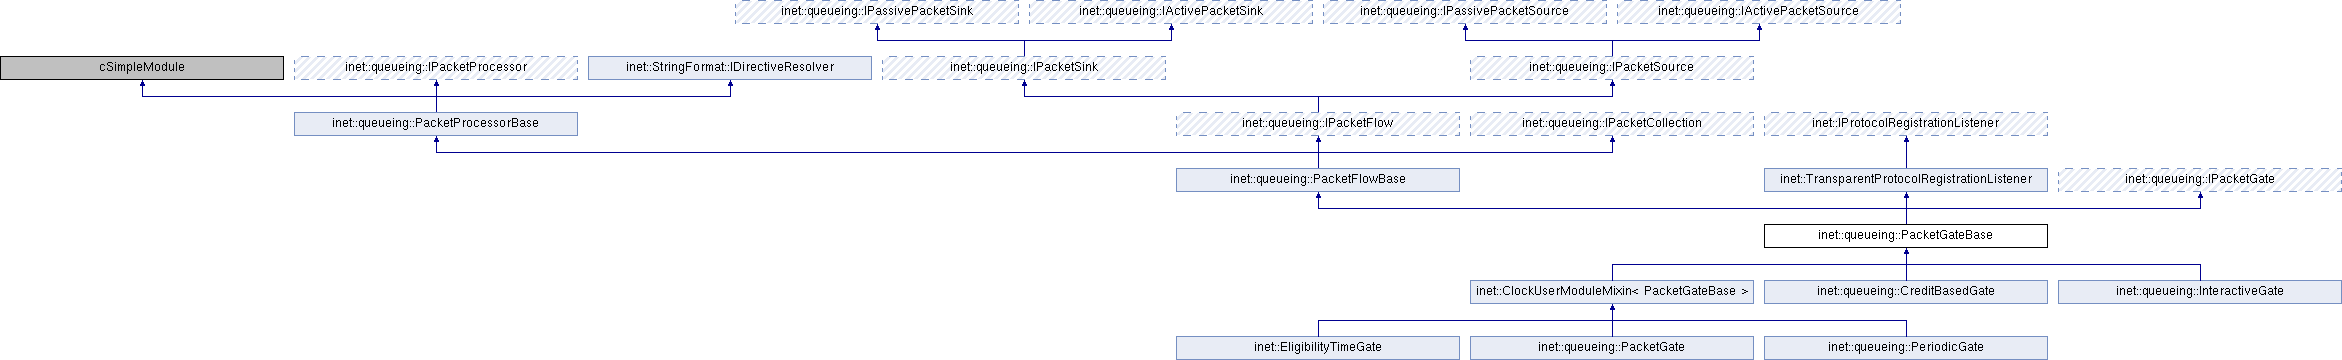 inet::queueing::IPassivePacketSink
inet::queueing::IActivePacketSink
inet::queueing::IPassivePacketSource
inet::queueing::IActivePacketSource
cSimpleModule
inet::queueing::IPacketProcessor
inet::StringFormat::IDirectiveResolver
inet::queueing::IPacketSink
inet::queueing::IPacketSource
inet::queueing::PacketProcessorBase
inet::queueing::IPacketFlow
inet::queueing::IPacketCollection
inet::IProtocolRegistrationListener
inet::queueing::PacketFlowBase
inet::TransparentProtocolRegistrationListener
inet::queueing::IPacketGate
inet::queueing::PacketGateBase
inet::ClockUserModuleMixin< PacketGateBase >
inet::queueing::CreditBasedGate
inet::queueing::InteractiveGate
inet::EligibilityTimeGate
inet::queueing::PacketGate
inet::queueing::PeriodicGate